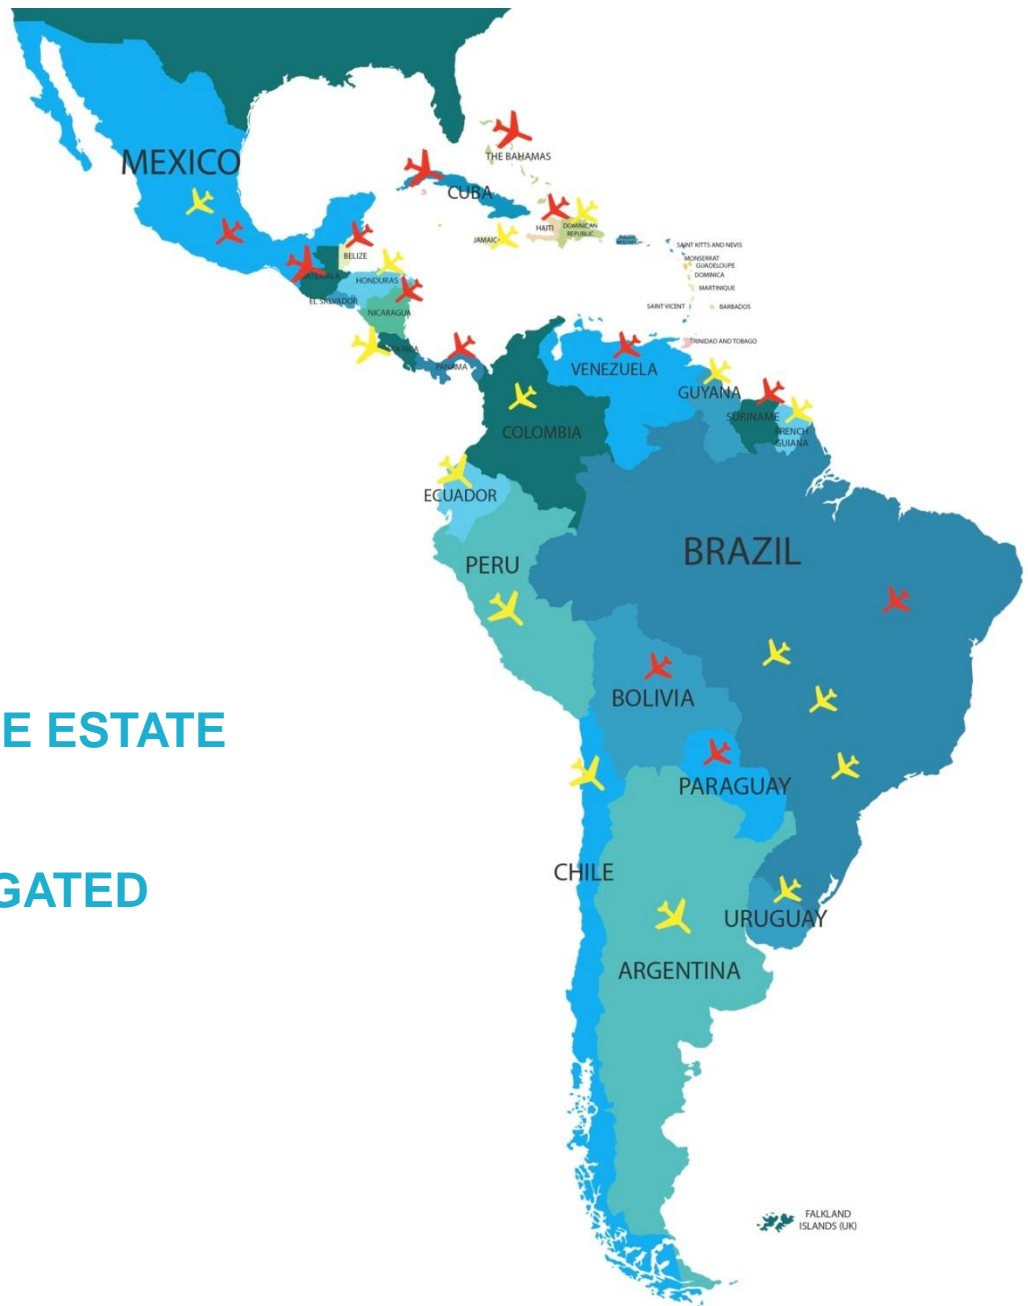 THE BAHAMAS
MEXICO
CUBA
HAITI
DOMINICAN
REPUBLIC
JAMAIC
BELIZE
SAINT KITTS AND NEVIS
MONSERRAT
GUADELOUPE
DOMINICA
MARTINIQUE
HONDURAS
EL SALVADOR
NICARAGUA
SAINT VICENT
BARBADOS
TRINIDAD AND TOBAGO
PANAMA
VENEZUELA
GUYANA
SURINAME
FRENCH
GUIANA
COLOMBIA
ECUADOR
PERU
BRAZIL
BOLIVIA
E ESTATE
PARAGUAY
CHILE
GATED
URUGUAY
ARGENTINA
FALKLAND
ISLANDS (UK)